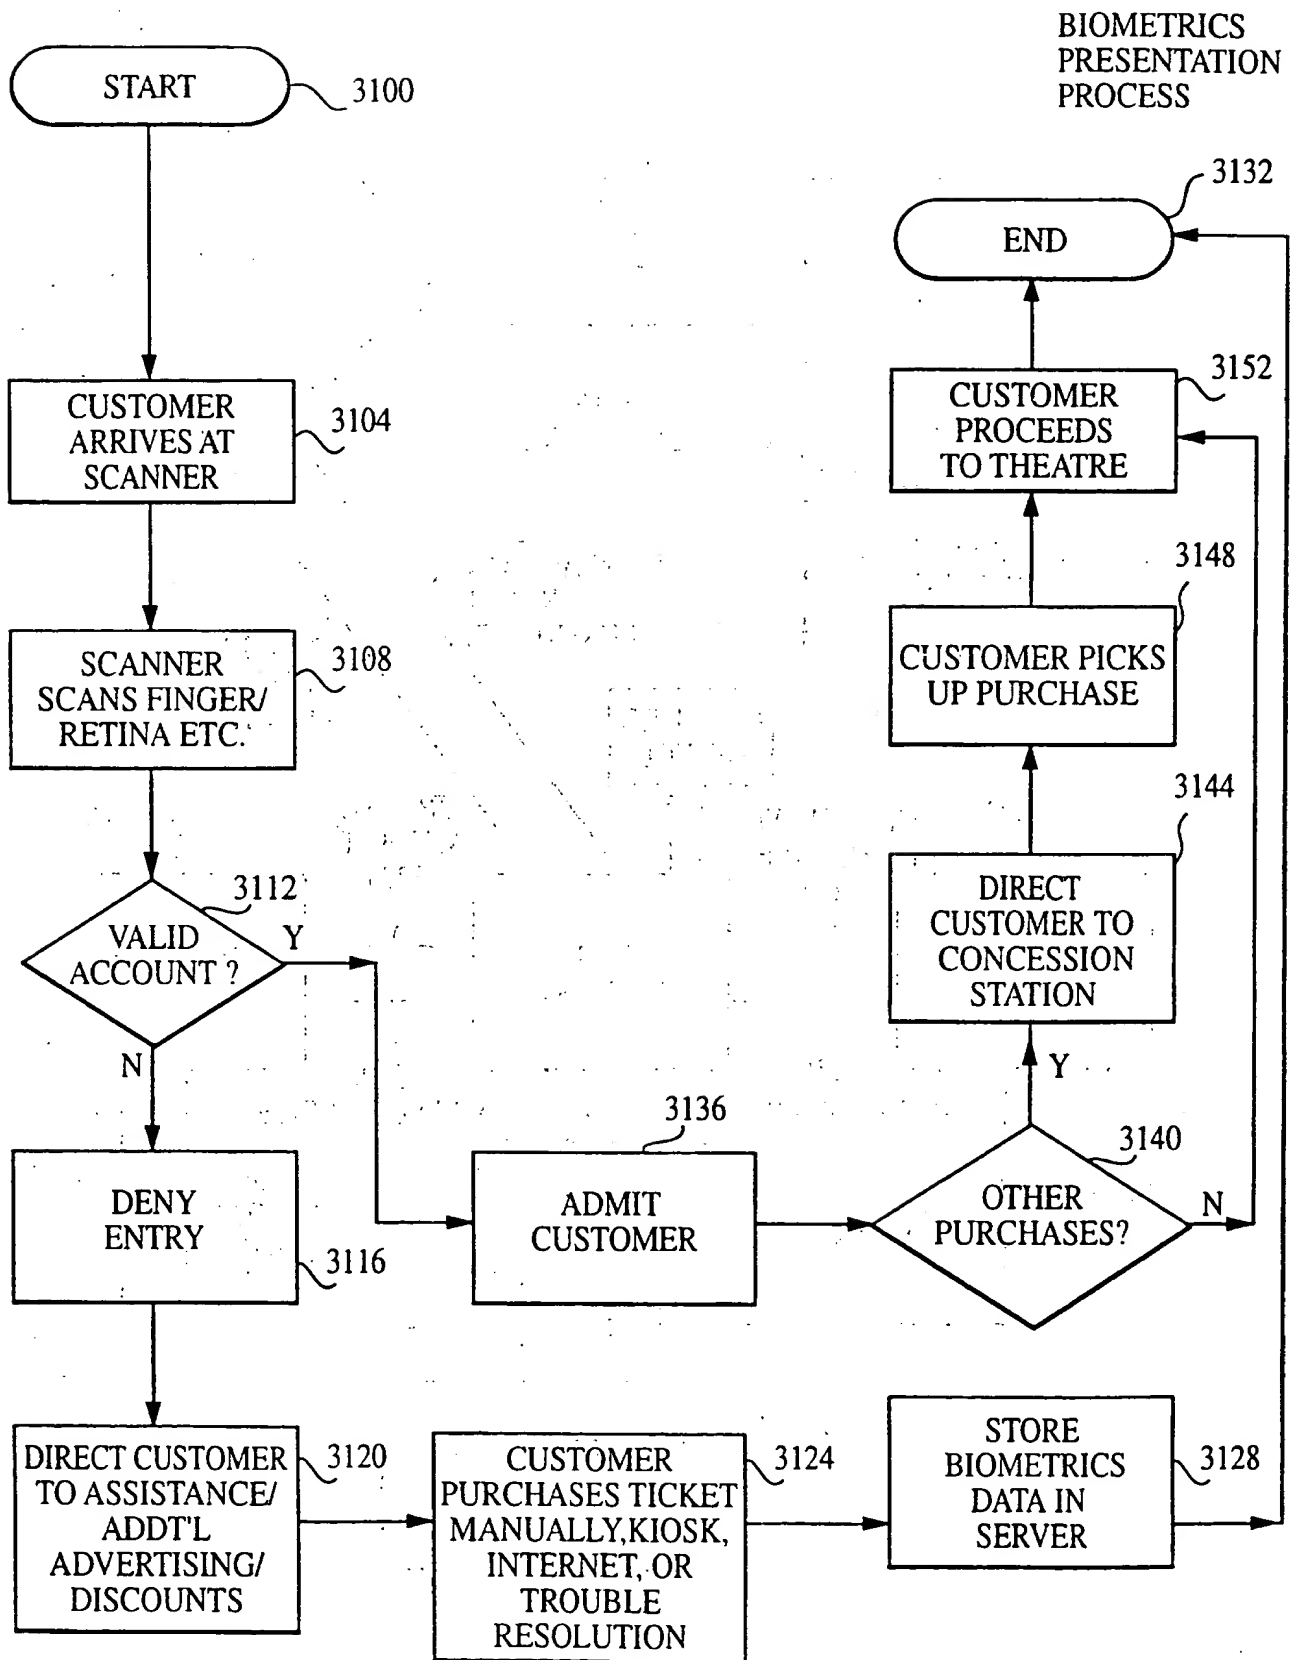 BIOMETRICS
PRESENTATION
PROCESS
START
3100
3132
END
CUSTOMER
ARRIVES AT
SCANNER
3104
3152
CUSTOMER
PROCEEDS
TO THEATRE
SCANNER
SCANS FINGER/
RETINA ETC.
3108
3148
CUSTOMER PICKS
UP PURCHASE
3144
DIRECT
CUSTOMER TO
CONCESSION
STATION
3112
VALID
ACCOUNT ?
Y
N
Y
DENY
ENTRY
3116
3136
ADMIT
CUSTOMER
3140
OTHER
PURCHASES?
N
DIRECT CUSTOMER
TO ASSISTANCE/
ADDT'L
ADVERTISING/
DISCOUNTS
3120
CUSTOMER
PURCHASES TICKET
MANUALLY, KIOSK,
INTERNET, OR
TROUBLE
RESOLUTION
3124
STORE
BIOMETRICS
DATA IN
SERVER
3128